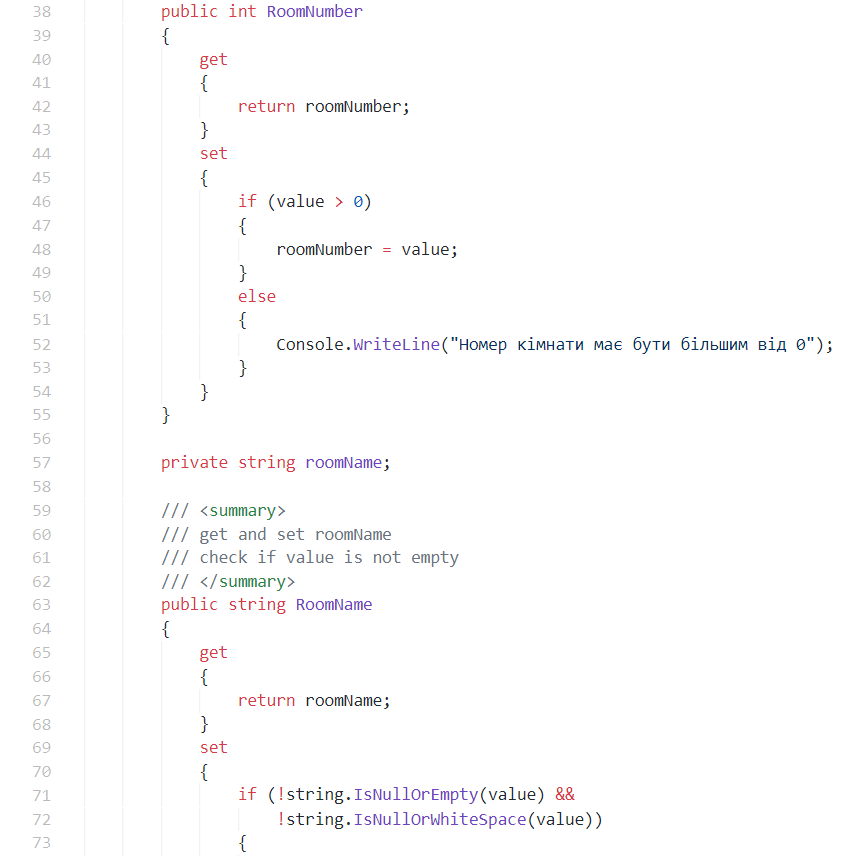 38 public int RoomNumber
39 {
40 get
41 {
42 return roomNumber;
43 }
44 set
45 {
46 if (value > 0)
47 {
48 roomNumber = value;
49 }
50 else
51 {
52 Console.WriteLine("Номер кімнати має бути більшим від 0");
53 }
54 }
55 }
56
57 private string roomName;
58
59 /// <summary>
60 /// get and set roomName
61 /// check if value is not empty
62 /// </summary>
63 public string RoomName
64 {
65 get
66 {
67 return roomName;
68 }
69 set
70 {
71 if (!string.IsNullOrEmpty(value) &&
72 !string.IsNullOrWhiteSpace(value))
73 {